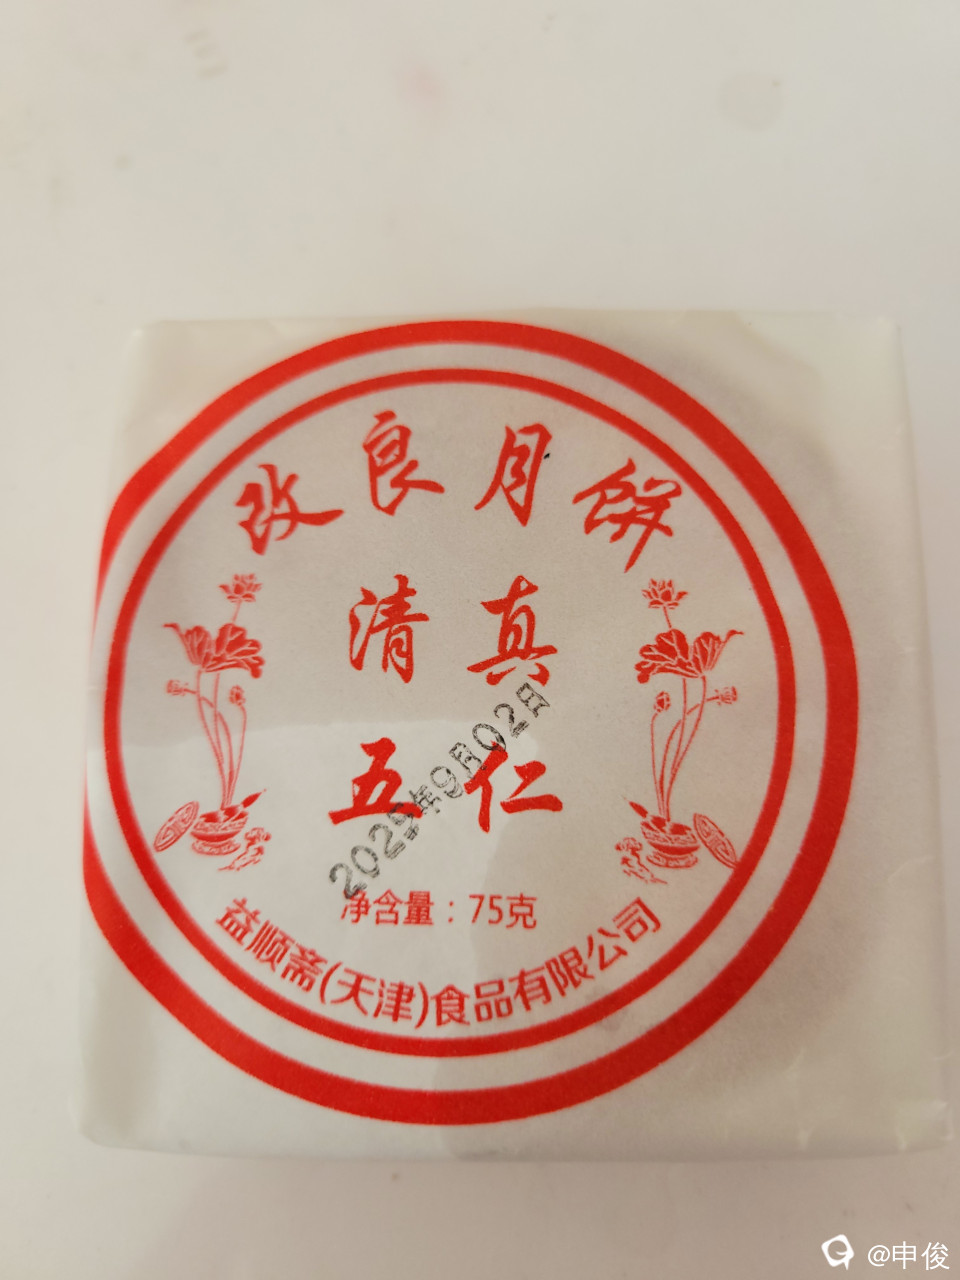 改良月饼
清真
五仁
2025年9月02日
净含量：75克
益顺斋(天津)食品有限公司
@申俊